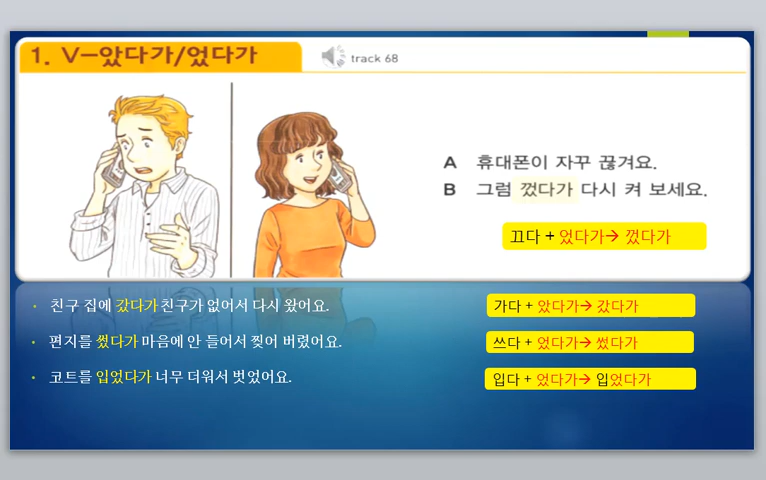 1. V—았다가/었다가
track 68
A 휴대폰이 자꾸 끊겨요.
B 그럼 껐다가 다시 켜 보세요.
끄다 + 었다가→ 껐다가
• 친구 집에 갔다가 친구가 없어서 다시 왔어요.
가다 + 았다가→ 갔다가
• 편지를 썼다가 마음에 안 들어서 찢어 버렸어요.
쓰다 + 었다가→ 썼다가
• 코트를 입었다가 너무 더워서 벗었어요.
입다 + 었다가→ 입었다가